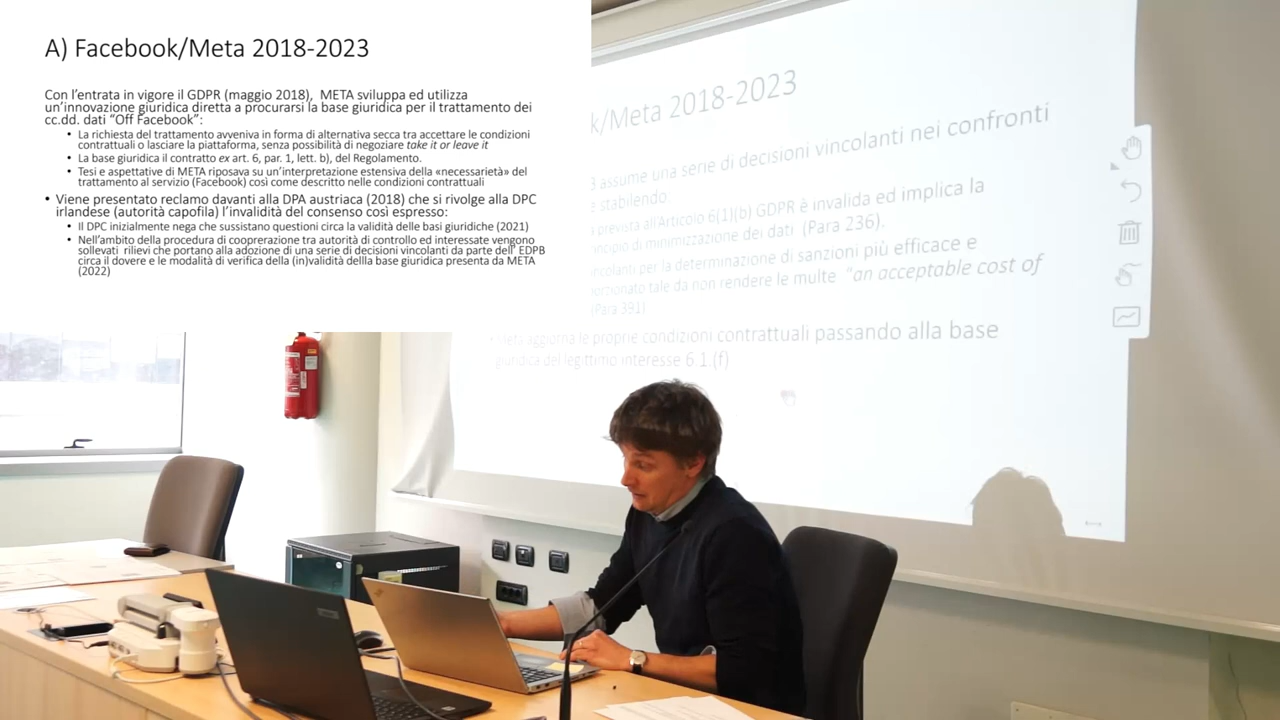 A) Facebook/Meta 2018-2023
Con l'entrata in vigore il GDPR (maggio 2018), META sviluppa ed utilizza
un'innovazione giuridica diretta a procurarsi la base giuridica per il trattamento dei
cc.dd. dati "Off Facebook":
• La richiesta del trattamento avveniva in forma di alternativa secca tra accettare le condizioni
contrattuali o lasciare la piattaforma, senza possibilità di negoziare take it or leave it
• La base giuridica il contratto ex art. 6, par. 1, lett. b), del Regolamento.
• Tesi e aspettative di META riposava su un'interpretazione estensiva della «necessarietà» del
trattamento al servizio (Facebook) così come descritto nelle condizioni contrattuali
• Viene presentato reclamo davanti alla DPA austriaca (2018) che si rivolge alla DPC
irlandese (autorità capofila) l'invalidità del consenso così espresso:
• Il DPC inizialmente nega che sussistano questioni circa la validità delle basi giuridiche (2021)
• Nell'ambito della procedura di cooperazione tra autorità di controllo ed interessate vengono
sollevati rilievi che portano alla adozione di una serie di decisioni vincolanti da parte dell' EDPB
circa il dovere e le modalità di verifica della (in)validità dellla base giuridica presenta da META
(2022)
k/Meta 2018-2023
3 assume una serie di decisioni vincolanti nei confronti
e stabilendo:
prevista all'Articolo 6(1)(b) GDPR è invalida ed implica la
ncipio di minimizzazione dei dati (Para 236).
ncolanti per la determinazione di sanzioni più efficace e
orzionato tale da non rendere le multe "an acceptable cost of
(Para 391)
• Meta aggiorna le proprie condizioni contrattuali passando alla base
giuridica del legittimo interesse 6.1.(f)